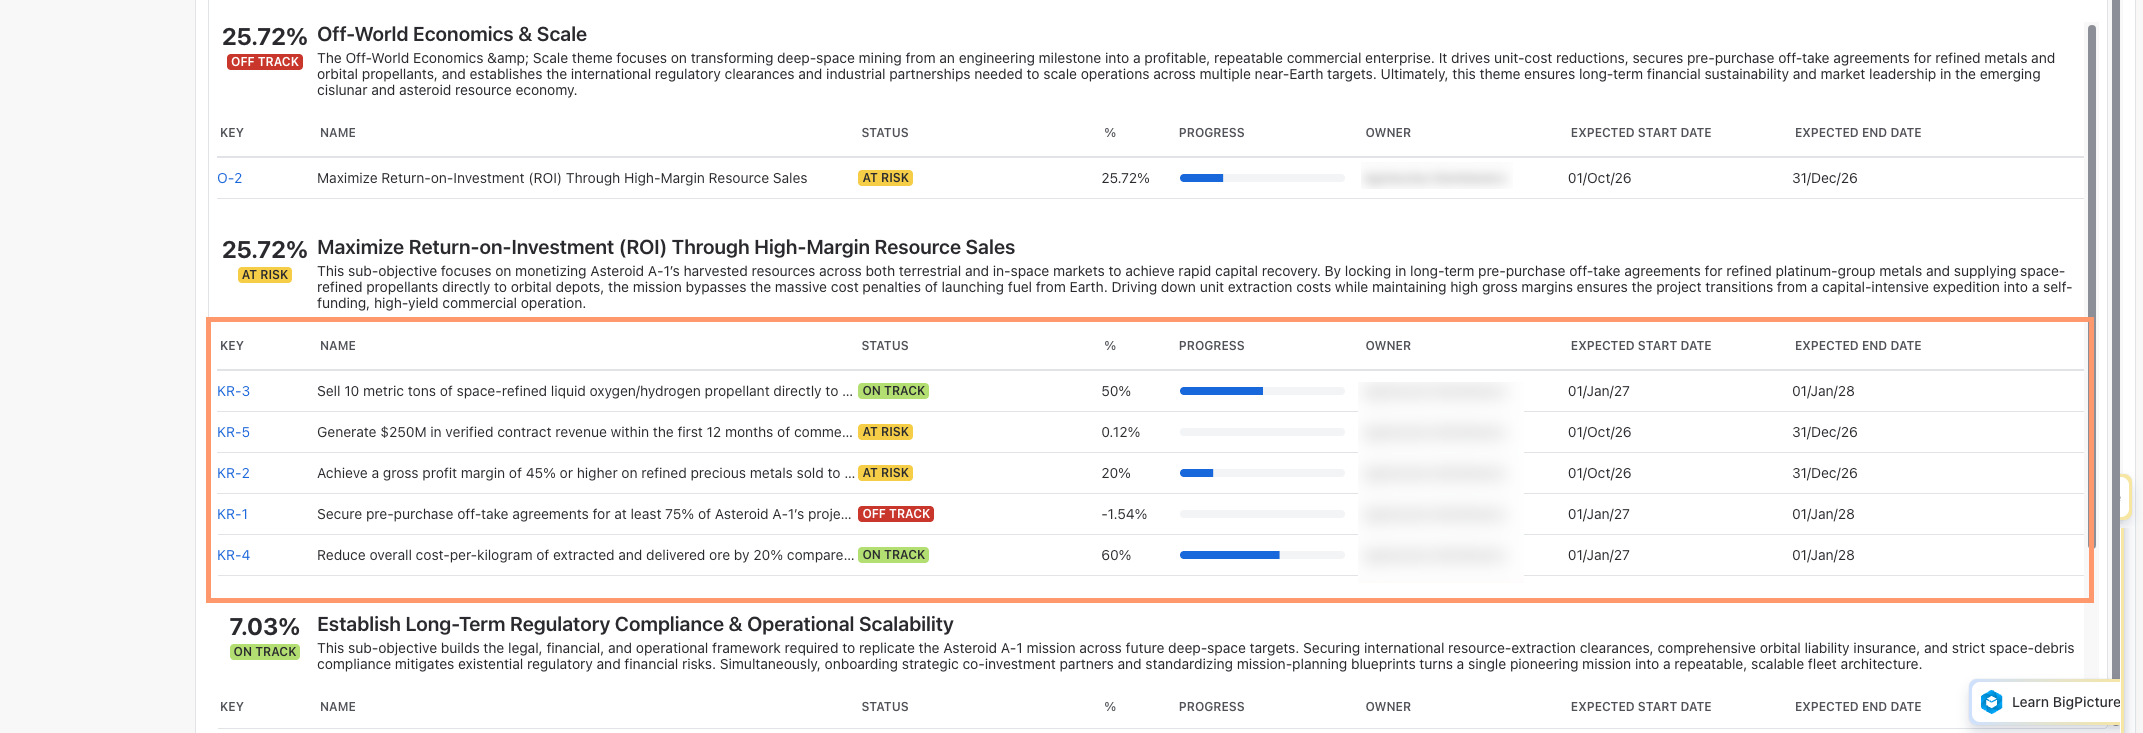 25.72% Off-World Economics & Scale
OFF TRACK
The Off-World Economics &amp; Scale theme focuses on transforming deep-space mining from an engineering milestone into a profitable, repeatable commercial enterprise. It drives unit-cost reductions, secures pre-purchase off-take agreements for refined metals and
orbital propellants, and establishes the international regulatory clearances and industrial partnerships needed to scale operations across multiple near-Earth targets. Ultimately, this theme ensures long-term financial sustainability and market leadership in the emerging
cislunar and asteroid resource economy.
KEY NAME STATUS % PROGRESS OWNER EXPECTED START DATE EXPECTED END DATE
O-2 Maximize Return-on-Investment (ROI) Through High-Margin Resource Sales AT RISK 25.72% 01/Oct/26 31/Dec/26
25.72% Maximize Return-on-Investment (ROI) Through High-Margin Resource Sales
AT RISK
This sub-objective focuses on monetizing Asteroid A-1's harvested resources across both terrestrial and in-space markets to achieve rapid capital recovery. By locking in long-term pre-purchase off-take agreements for refined platinum-group metals and supplying space-
refined propellants directly to orbital depots, the mission bypasses the massive cost penalties of launching fuel from Earth. Driving down unit extraction costs while maintaining high gross margins ensures the project transitions from a capital-intensive expedition into a self-
funding, high-yield commercial operation.
KEY NAME STATUS % PROGRESS OWNER EXPECTED START DATE EXPECTED END DATE
KR-3 Sell 10 metric tons of space-refined liquid oxygen/hydrogen propellant directly to ... ON TRACK 50% 01/Jan/27 01/Jan/28
KR-5 Generate $250M in verified contract revenue within the first 12 months of comme... AT RISK 0.12% 01/Oct/26 31/Dec/26
KR-2 Achieve a gross profit margin of 45% or higher on refined precious metals sold to ... AT RISK 20% 01/Oct/26 31/Dec/26
KR-1 Secure pre-purchase off-take agreements for at least 75% of Asteroid A-1's proje... OFF TRACK -1.54% 01/Jan/27 01/Jan/28
KR-4 Reduce overall cost-per-kilogram of extracted and delivered ore by 20% compare... ON TRACK 60% 01/Jan/27 01/Jan/28
7.03% Establish Long-Term Regulatory Compliance & Operational Scalability
ON TRACK
This sub-objective builds the legal, financial, and operational framework required to replicate the Asteroid A-1 mission across future deep-space targets. Securing international resource-extraction clearances, comprehensive orbital liability insurance, and strict space-debris
compliance mitigates existential regulatory and financial risks. Simultaneously, onboarding strategic co-investment partners and standardizing mission-planning blueprints turns a single pioneering mission into a repeatable, scalable fleet architecture.
KEY NAME STATUS % PROGRESS OWNER EXPECTED START DATE EXPECTED END DATE
Learn BigPicture